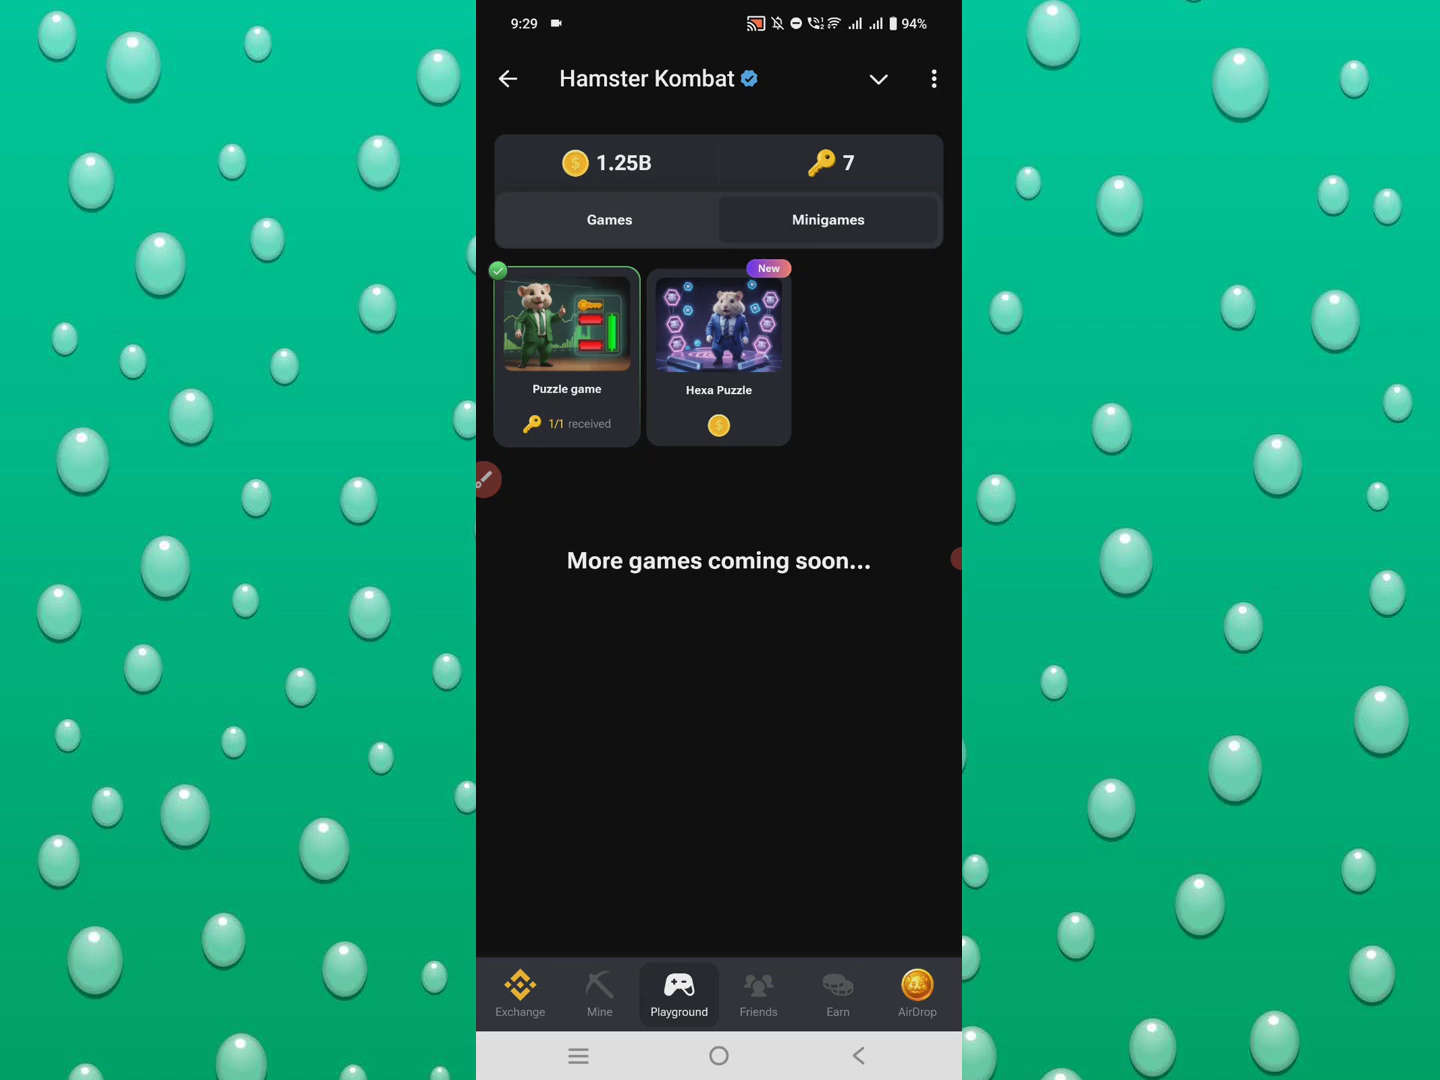 9:29
94%
Hamster Kombat
1.25B
7
Games
Minigames
New
Puzzle game
Hexa Puzzle
1/1 received
More games coming soon...
Exchange
Mine
Playground
Friends
Earn
AirDrop